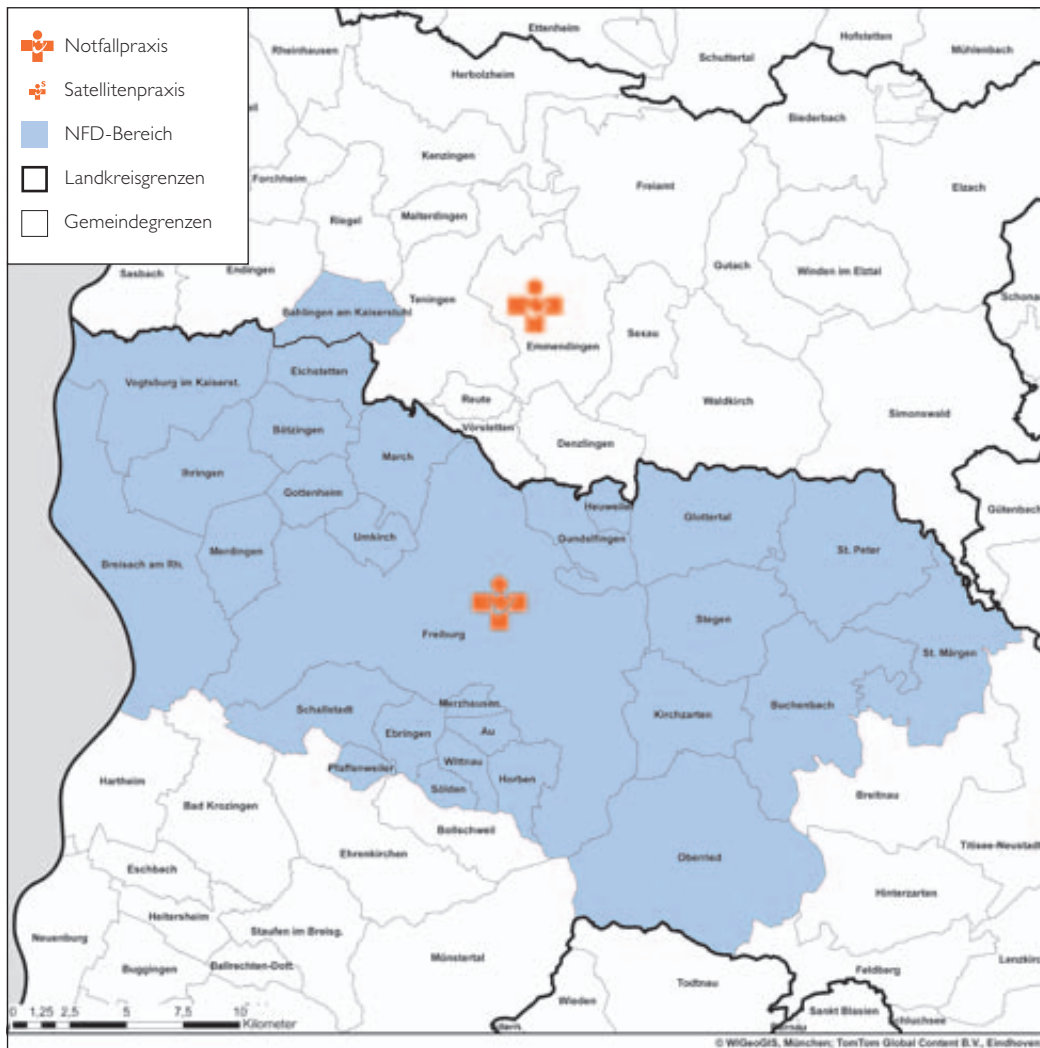 Notfallpraxis
Satellitenpraxis
NFD-Bereich
Landkreisgrenzen
Gemeindegrenzen
Ettenheim
Hofstetten
Rheinhausen
Schuttertal
Mühlenbach
Herbolzheim
Biederbach
Kenzingen
Forchheim
Freiamt
Elzach
Riegel
Malterdingen
Sasbach
Endingen
Gutach
Winden im Elztal
Teningen
Schonach
Bahlingen am Kaiserstuhl
Emmendingen
Sexau
Eichstetten
Vogtsburg im Kaiserst.
Reute
Waldkirch
Simonswald
Vörstetten
Bötzingen
Denzlingen
March
Ihringen
Gottenheim
Heuweiler
Glottertal
Gütenbach
Umkirch
Gundelfingen
Merdingen
St. Peter
Breisach am Rh.
Stegen
Freiburg
St. Märgen
Merzhausen
Buchenbach
Schallstadt
Kirchzarten
Ebringen
Au
Wittnau
Pfaffenweiler
Horben
Hartheim
Sölden
Breitnau
Bad Krozingen
Bollschweil
Titisee-Neustadt
Ehrenkirchen
Oberried
Eschbach
Hinterzarten
Heitersheim
Neuenburg
Staufen im Breisg.
Münstertal
Buggingen
Ballrechten-Dott.
Feldberg
Todtnau
Wieden
Sankt Blasien
0 1,25 2,5 5 7,5 10
Kilometer
© WIGeoGIS, München; TomTom Global Content B.V., Eindhoven